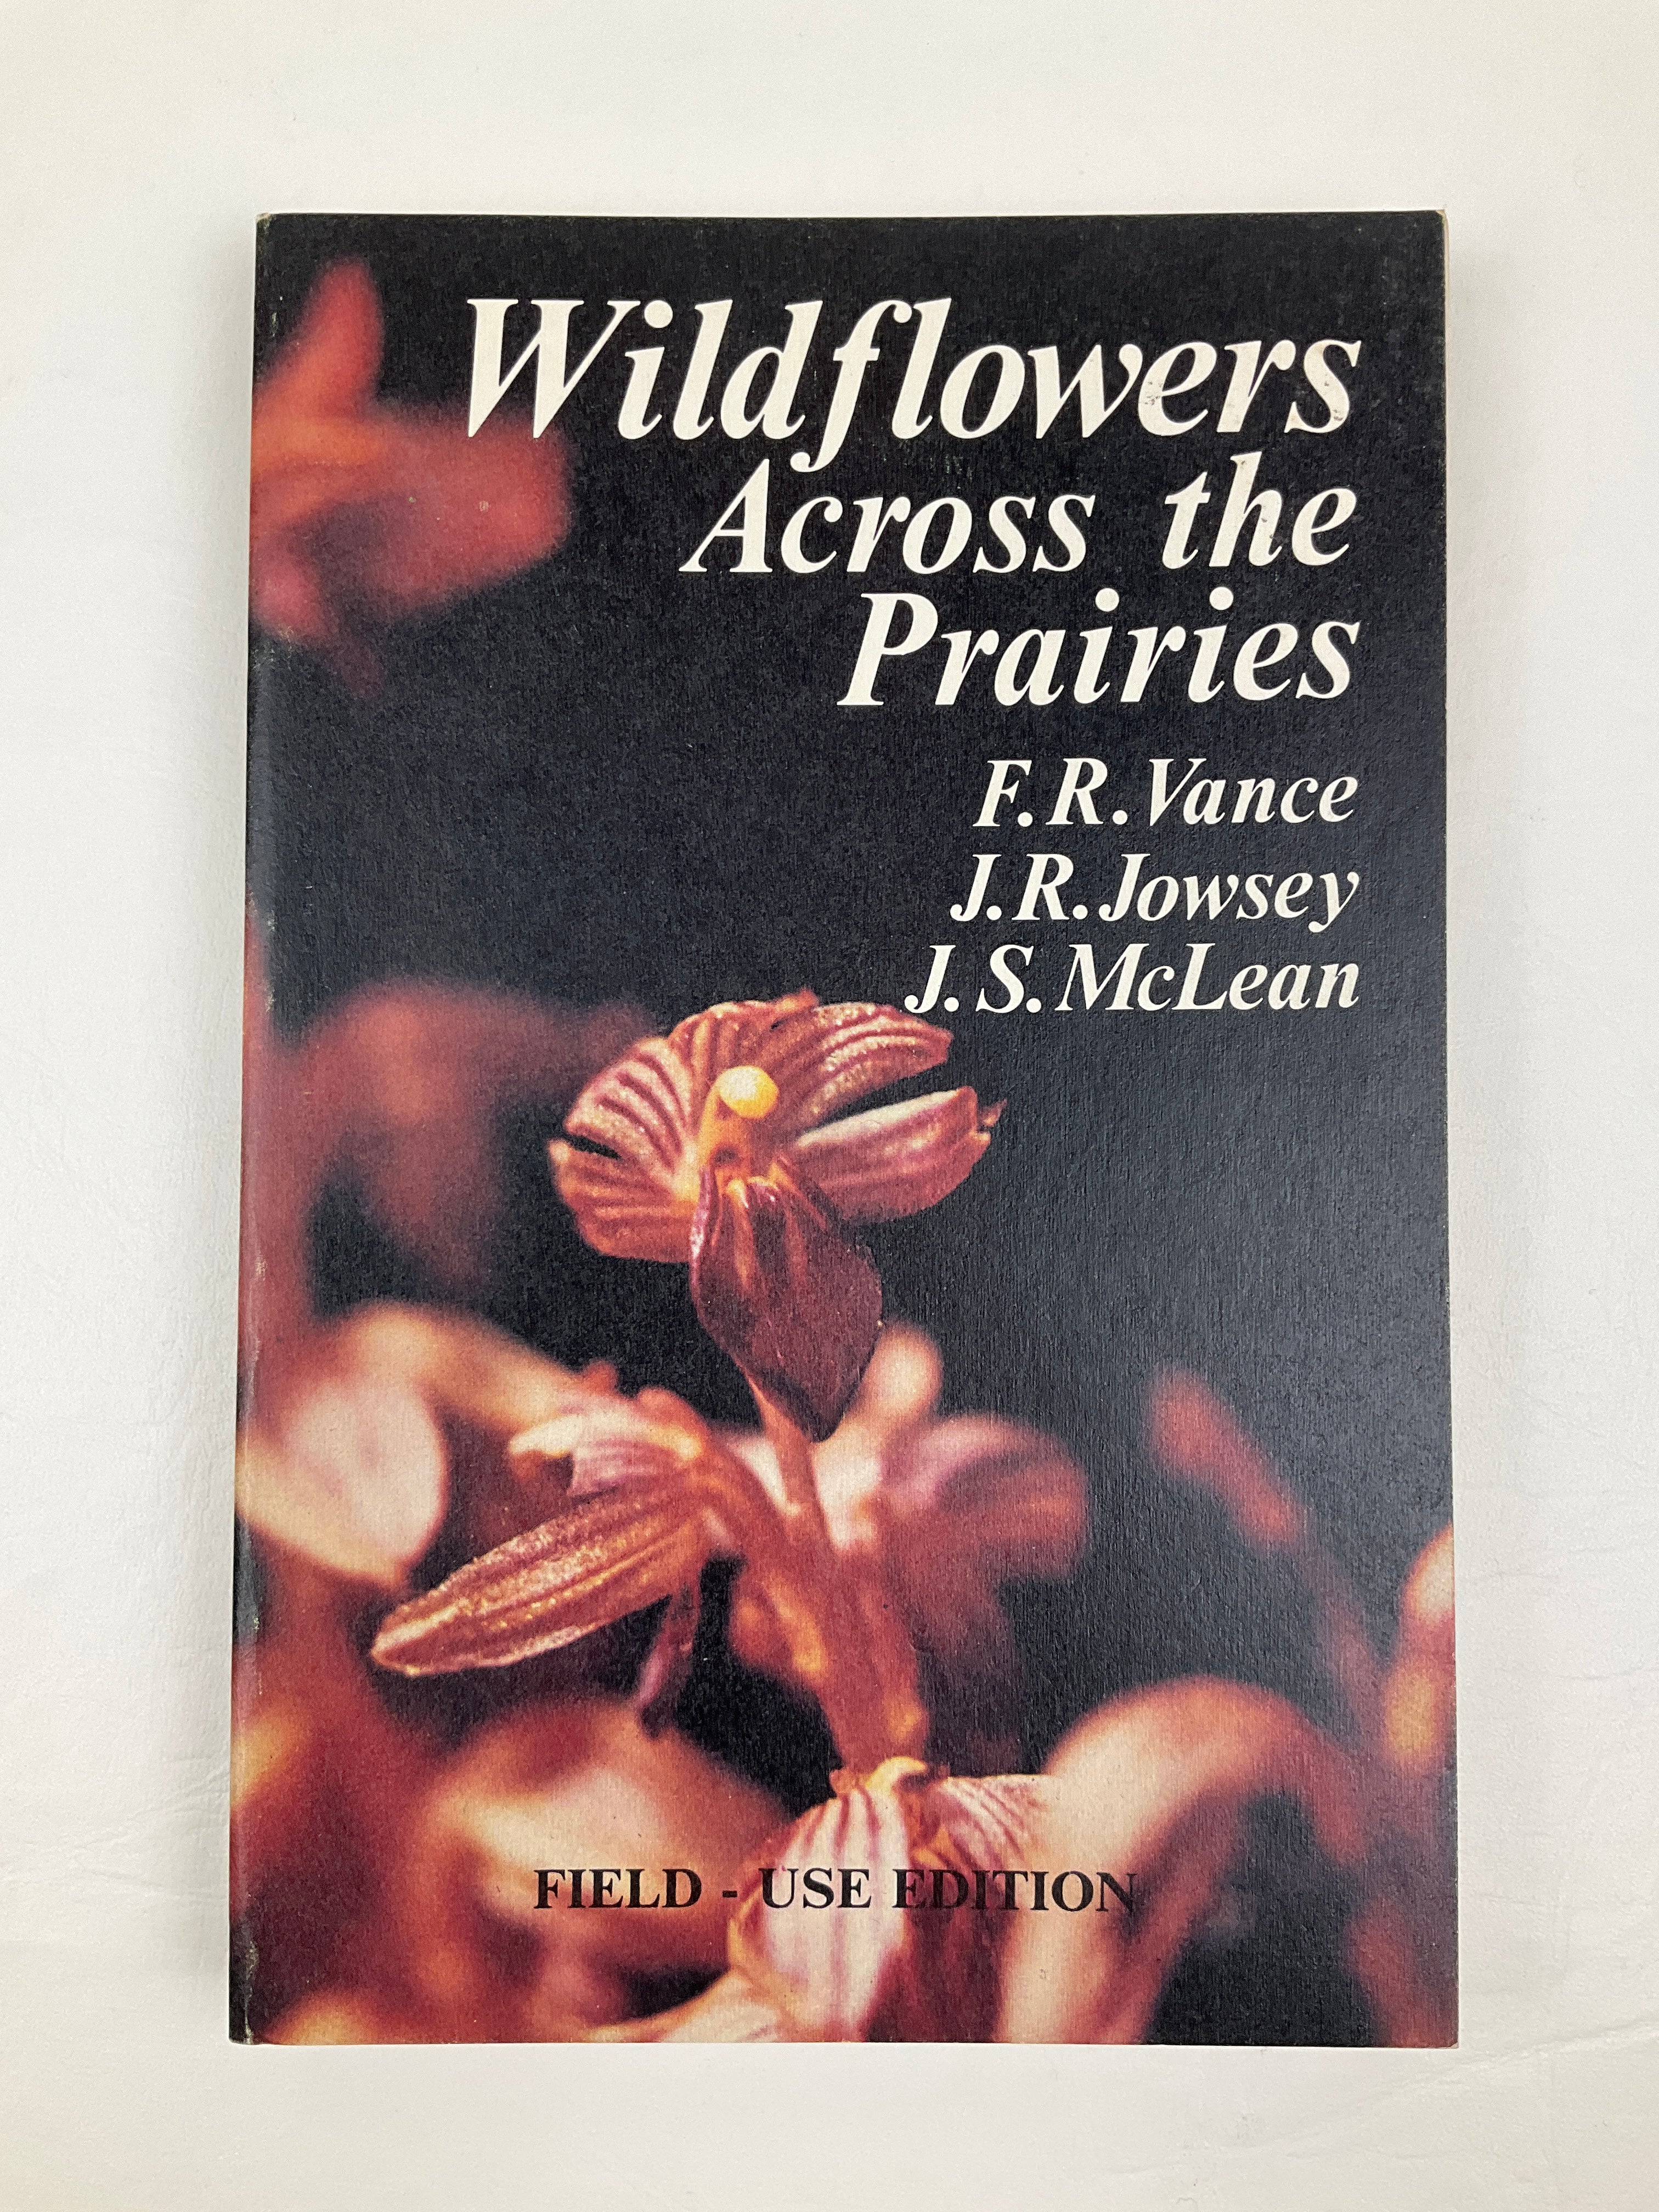 Wildflowers
Across the
Prairies
F. R. Vance
J. R. Jowsey
J. S. McLean
FIELD - USE EDITION